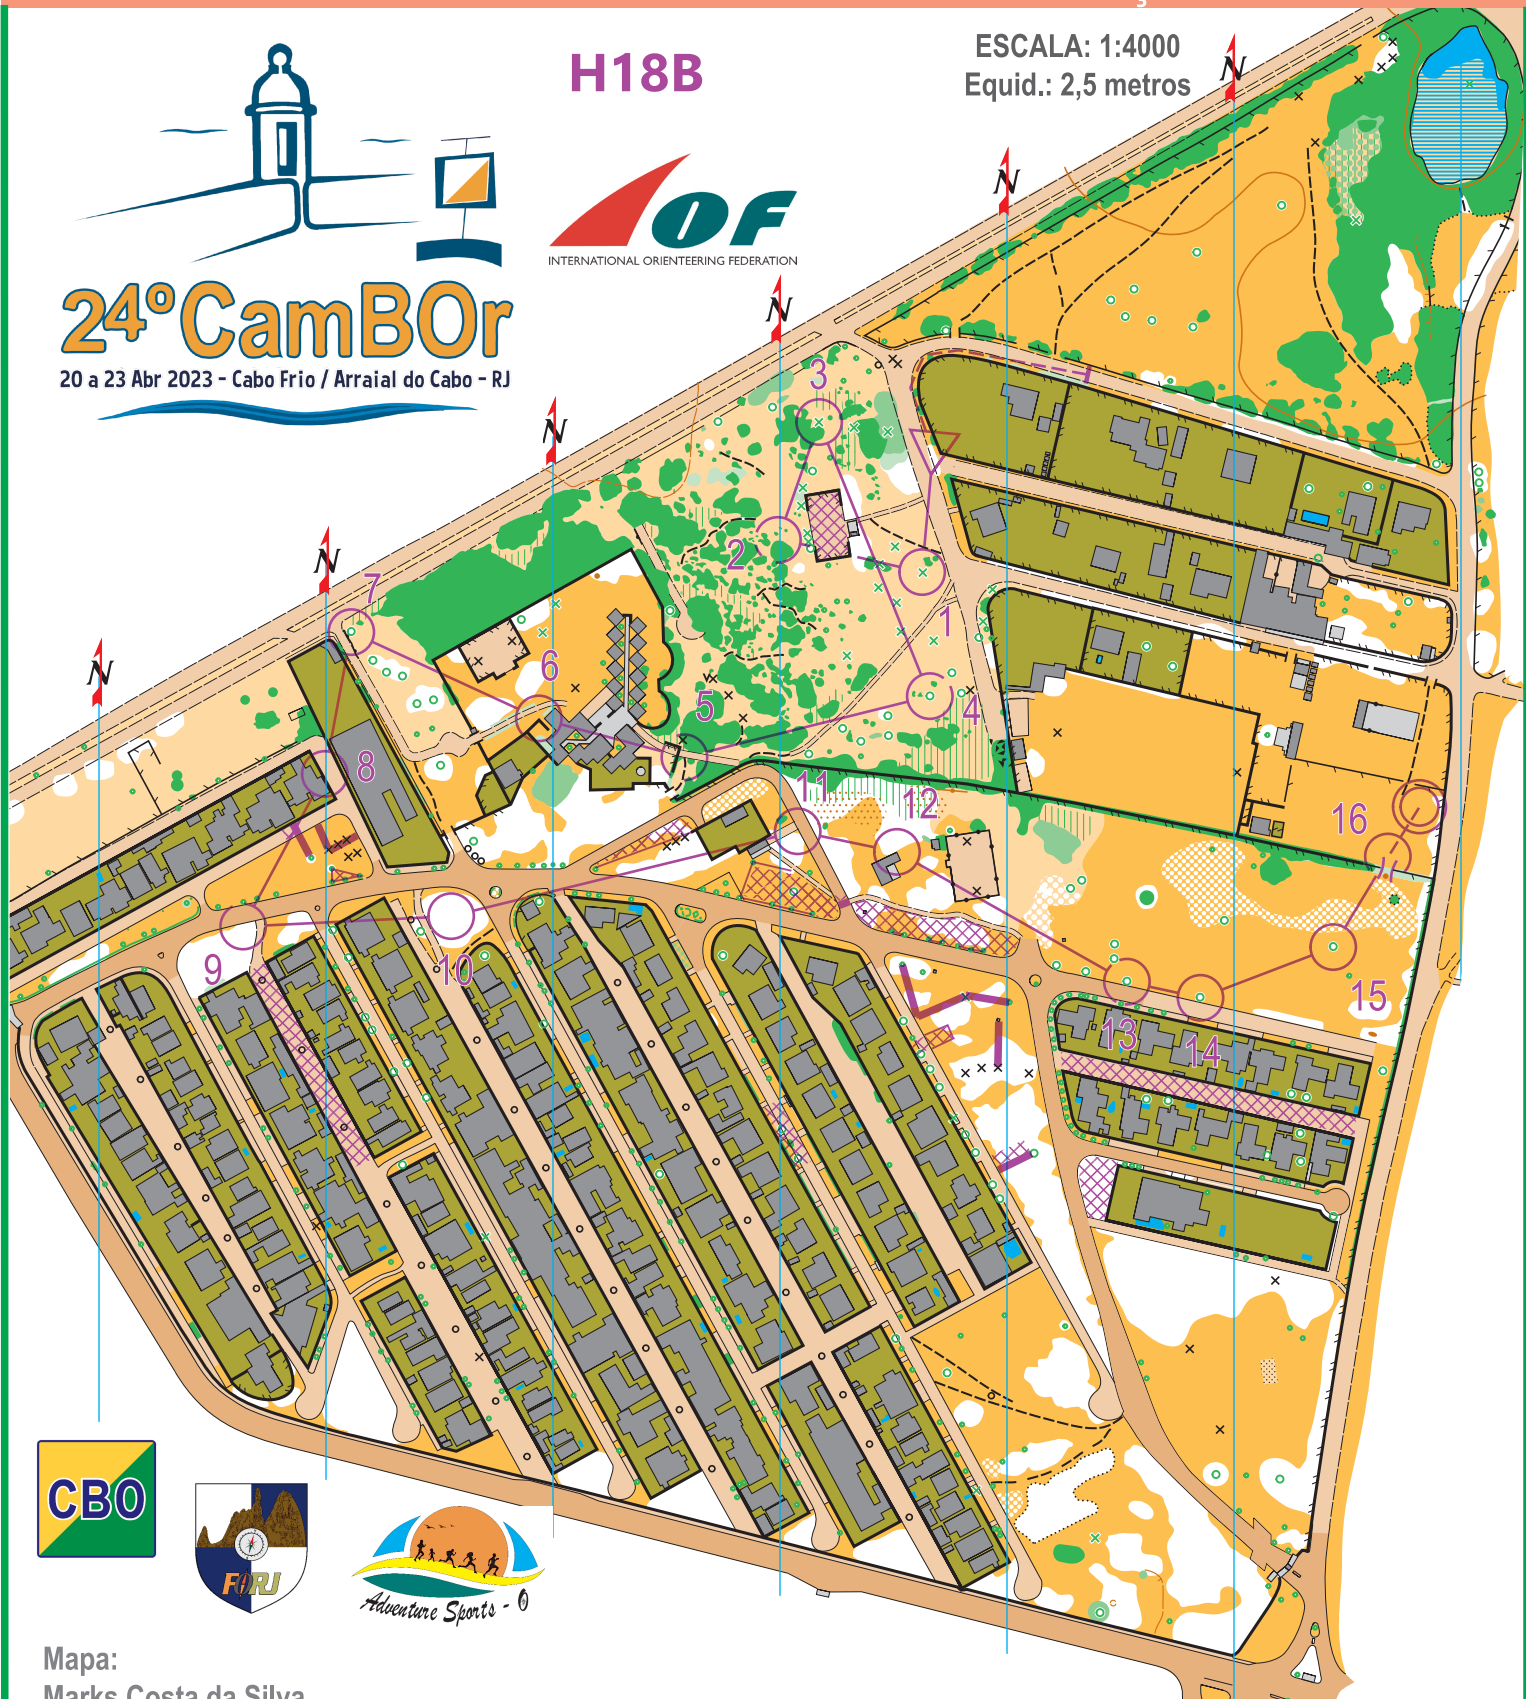 H18B
ESCALA: 1:4000
Equid.: 2,5 metros
N
N
N
N
N
N
N
IOF
INTERNATIONAL ORIENTEERING FEDERATION
24ºCamBOr
20 a 23 Abr 2023 - Cabo Frio / Arraial do Cabo - RJ
3
2
1
7
6
5
4
8
11
12
16
9
10
13
14
15
CBO
FORJ
Adventure Sports - O
Mapa:
Marks Costa da Silva